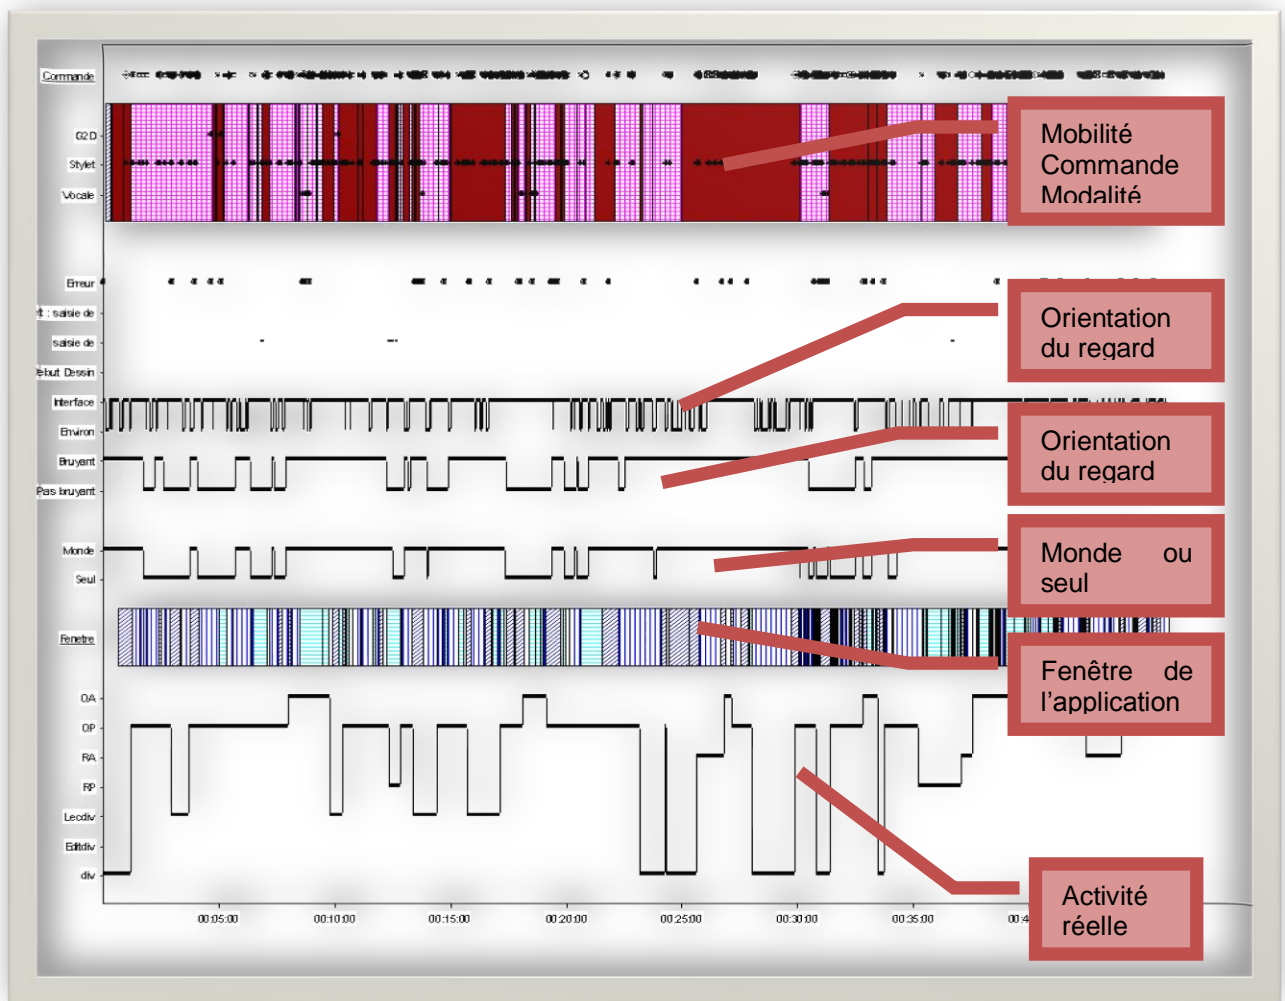 Commande
G2D
Stylet
Vocale
Mobilité
Commande
Modalité
Erreur
: saisie de
saisie de
Début Dessin
Interface
Environ
Bruyant
Pas bruyant
Monde
Seul
Fenetre
Orientation
du regard
Orientation
du regard
Monde ou
seul
Fenêtre de
l’application
OA
OP
RA
RP
Lecdiv
Editdiv
div
Activité
réelle
00:05:00
00:10:00
00:15:00
00:20:00
00:25:00
00:30:00
00:35:00